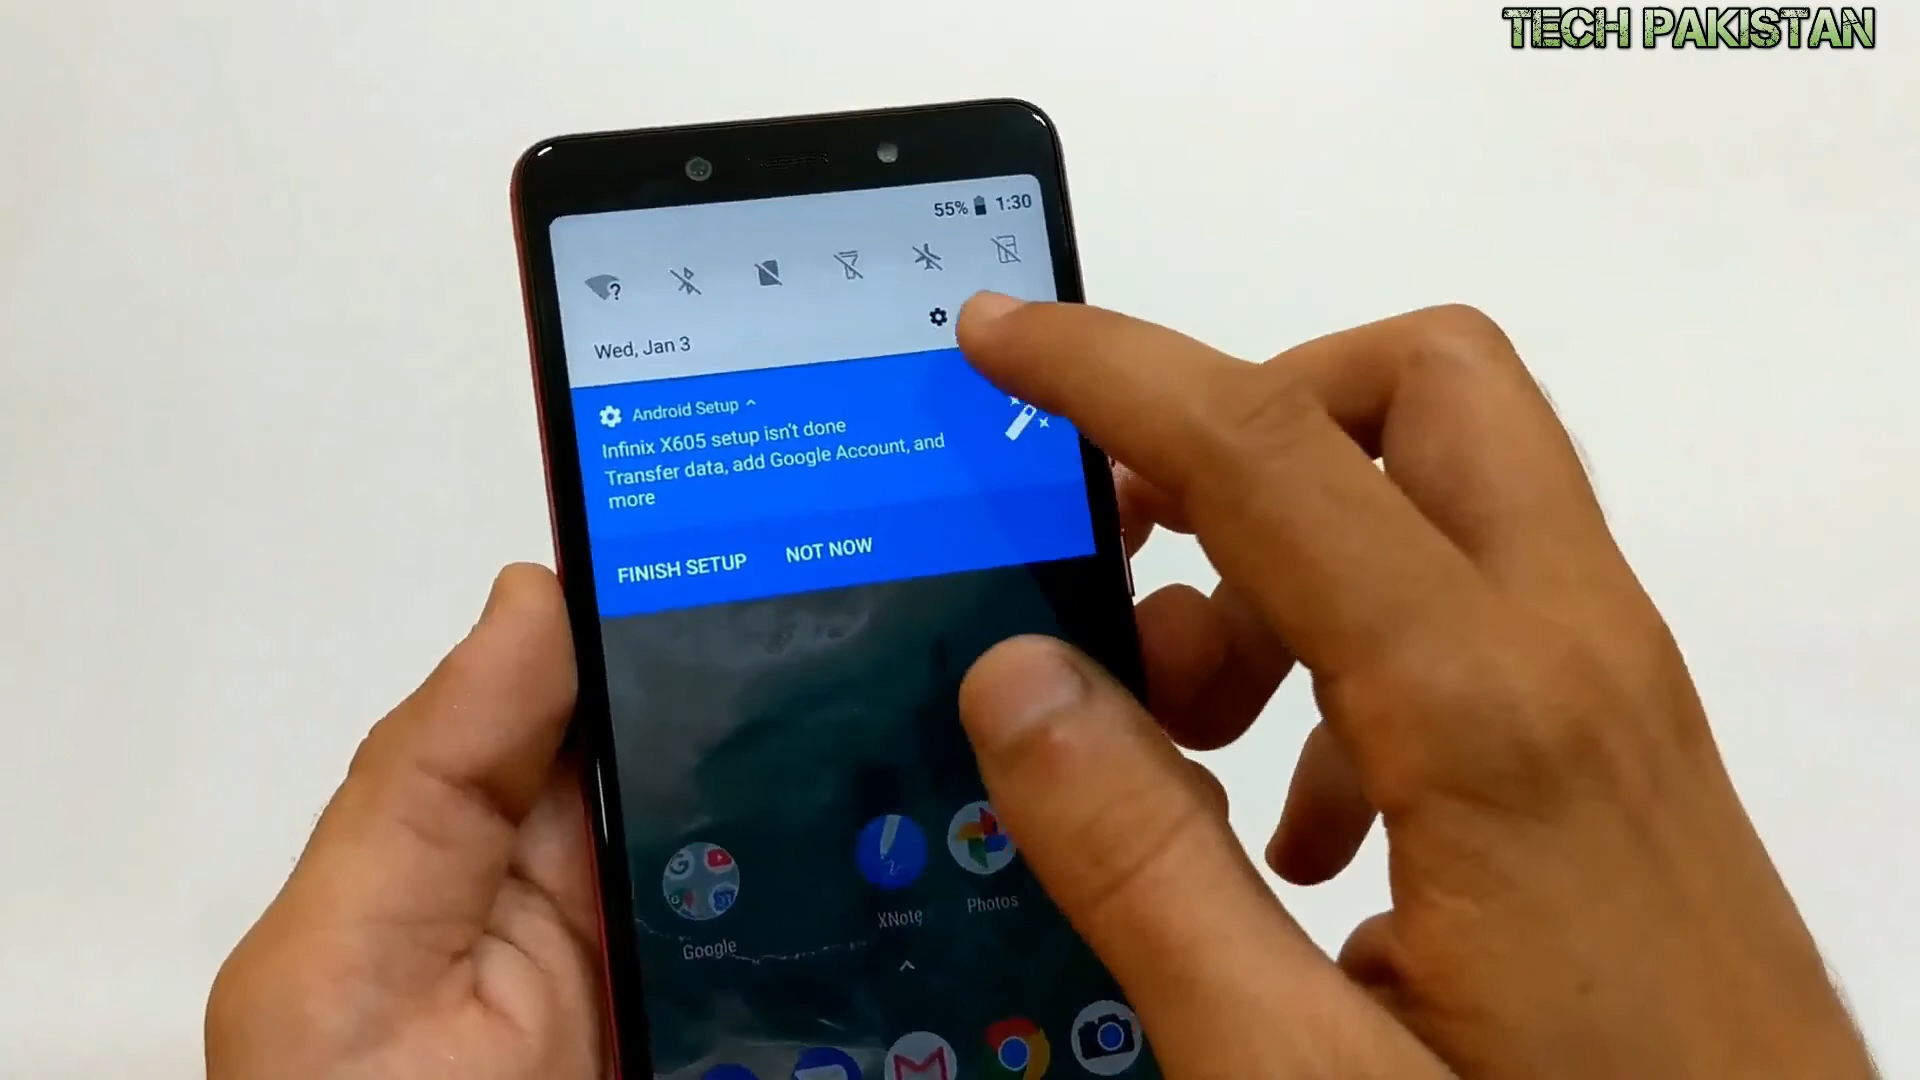 TECH PAKISTAN
55% 1:30
?
Wed, Jan 3
Android Setup
Infinix X605 setup isn't done
Transfer data, add Google Account, and
more
FINISH SETUP NOT NOW
Google XNote Photos